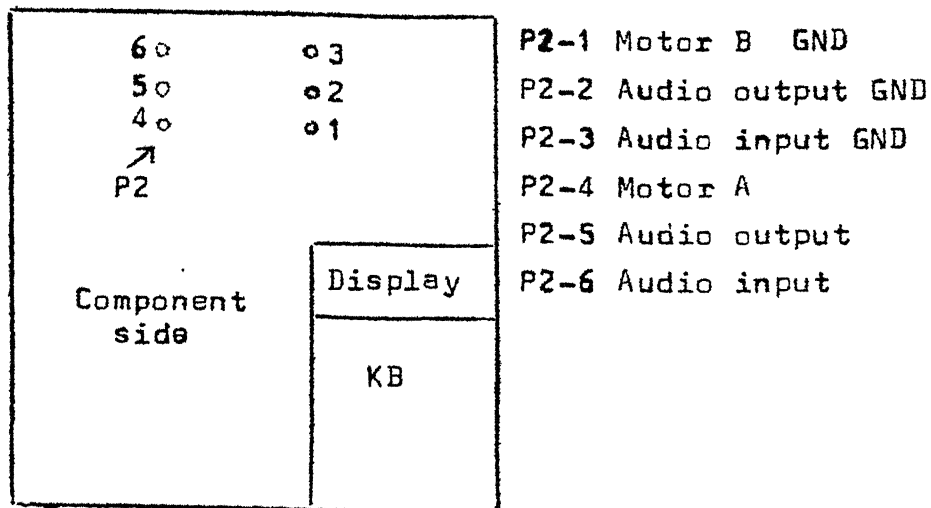 6 3
5 2
4 1
P2
Component
side
Display
KB
P2-1 Motor B GND
P2-2 Audio output GND
P2-3 Audio input GND
P2-4 Motor A
P2-5 Audio output
P2-6 Audio input